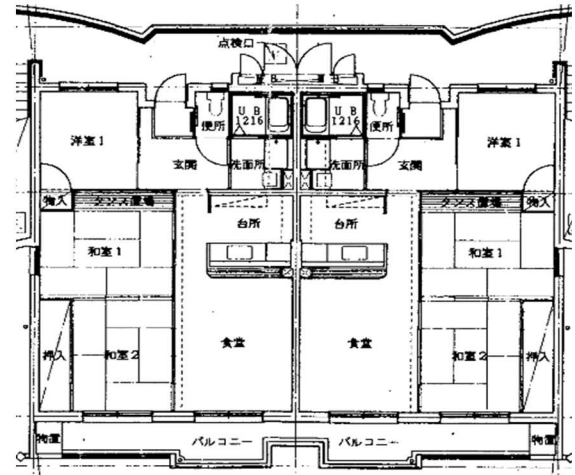 点検口
MB
MB
UB
1216
UB
1216
便所
便所
洋室1
洋室1
玄関
洗面所
洗面所
玄関
物入
タンス置場
台所
台所
タンス置場
物入
和室1
和室1
押入
和室2
食堂
食堂
和室2
押入
物置
バルコニー
バルコニー
物置